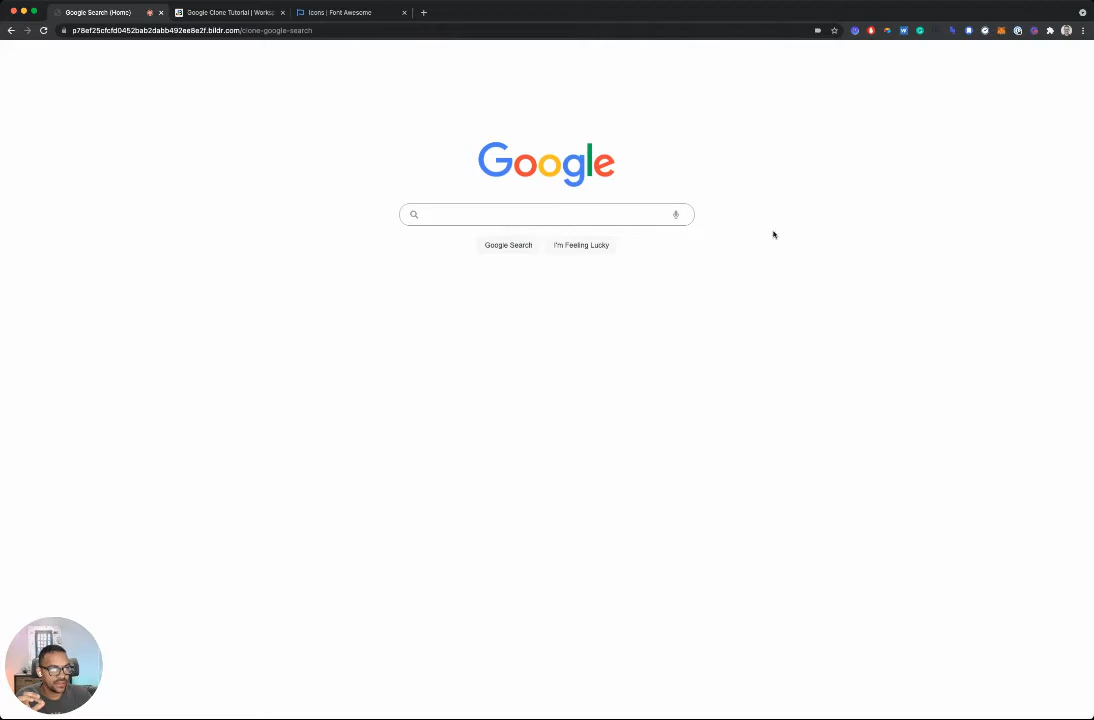 Google Search (Home)
Google Clone Tutorial | Works
Icons | Font Awesome
p78ef25cfcfd0452bab2dabb492ee8e2f.bildr.com/clone-google-search
Google
Google Search
I'm Feeling Lucky